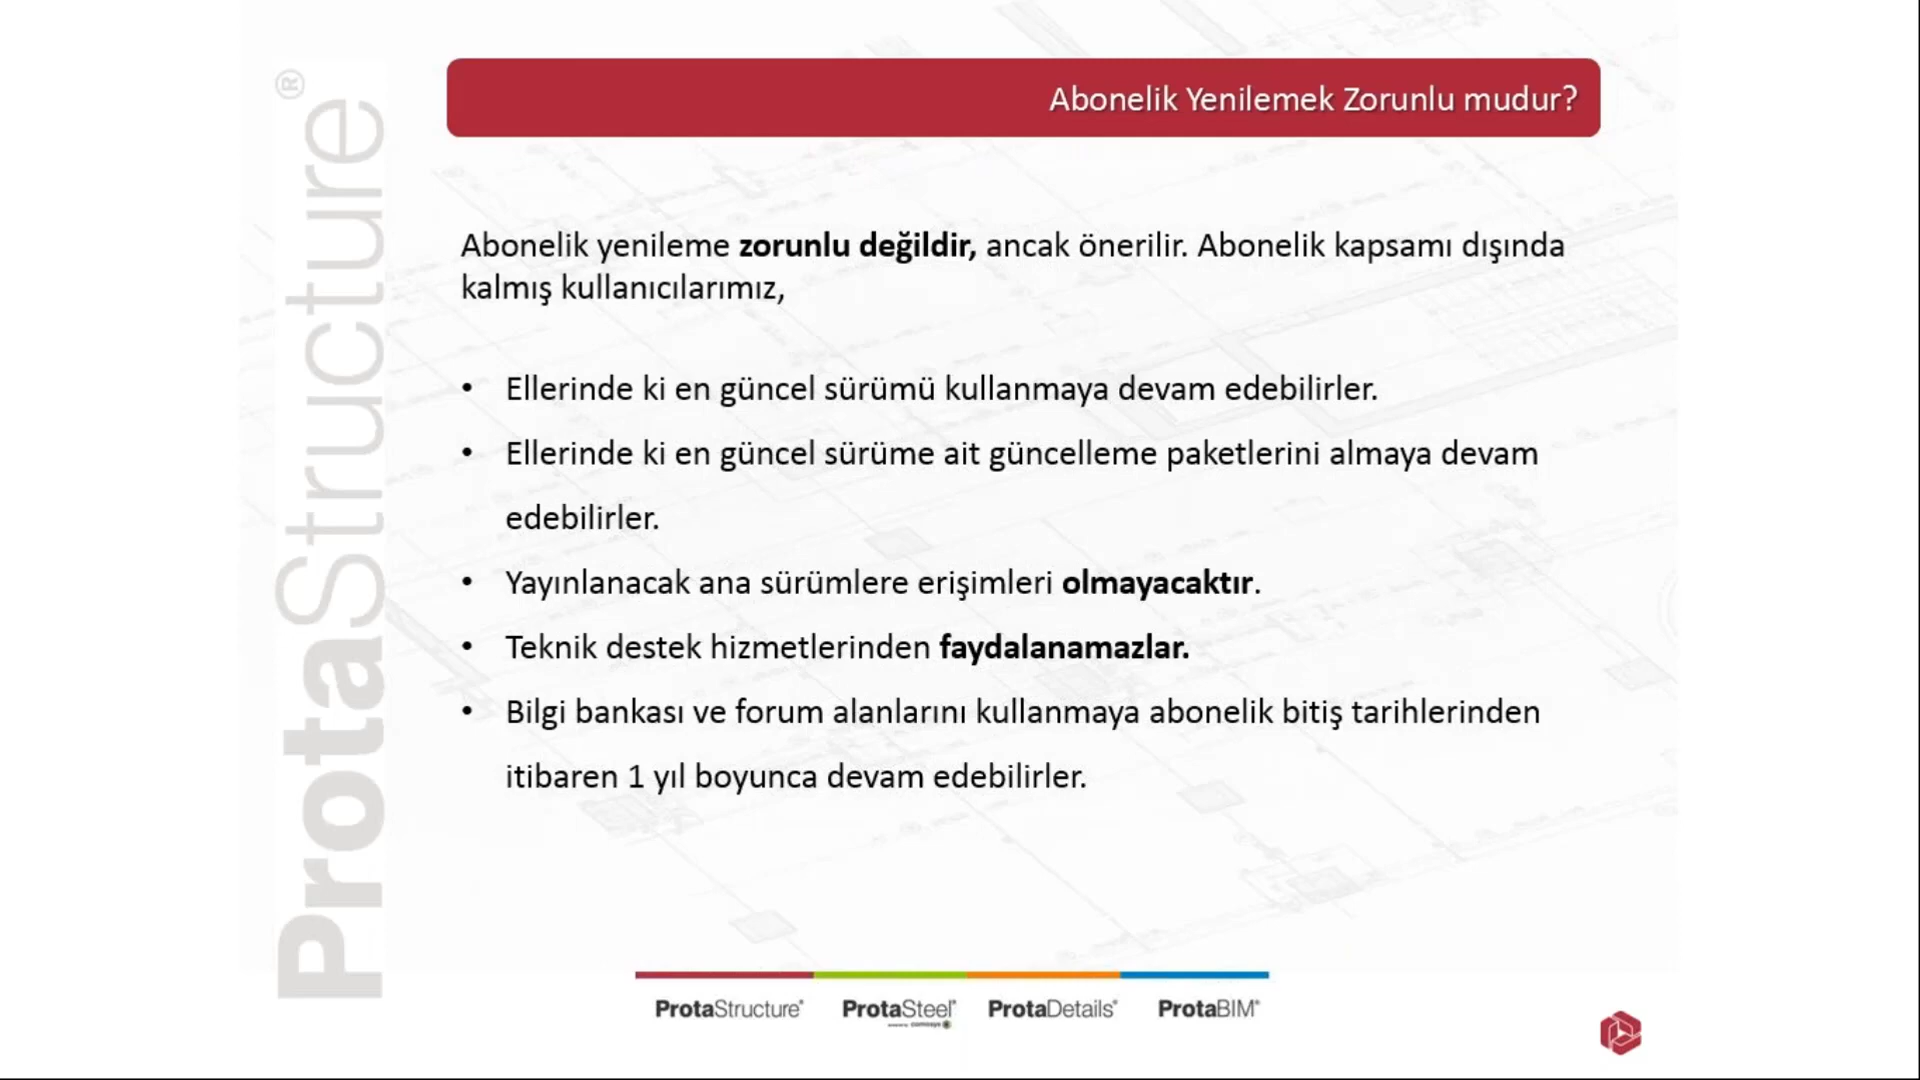 ProtaStructure®
Abonelik Yenilemek Zorunlu mudur?
Abonelik yenileme zorunlu değildir, ancak önerilir. Abonelik kapsamı dışında
kalmış kullanıcılarımız,
• Ellerinde ki en güncel sürümü kullanmaya devam edebilirler.
• Ellerinde ki en güncel sürüme ait güncelleme paketlerini almaya devam
edebilirler.
• Yayınlanacak ana sürümlere erişimleri olmayacaktır.
• Teknik destek hizmetlerinden faydalanamazlar.
• Bilgi bankası ve forum alanlarını kullanmaya abonelik bitiş tarihlerinden
itibaren 1 yıl boyunca devam edebilirler.
ProtaStructure® ProtaSteel® ProtaDetails® ProtaBIM®